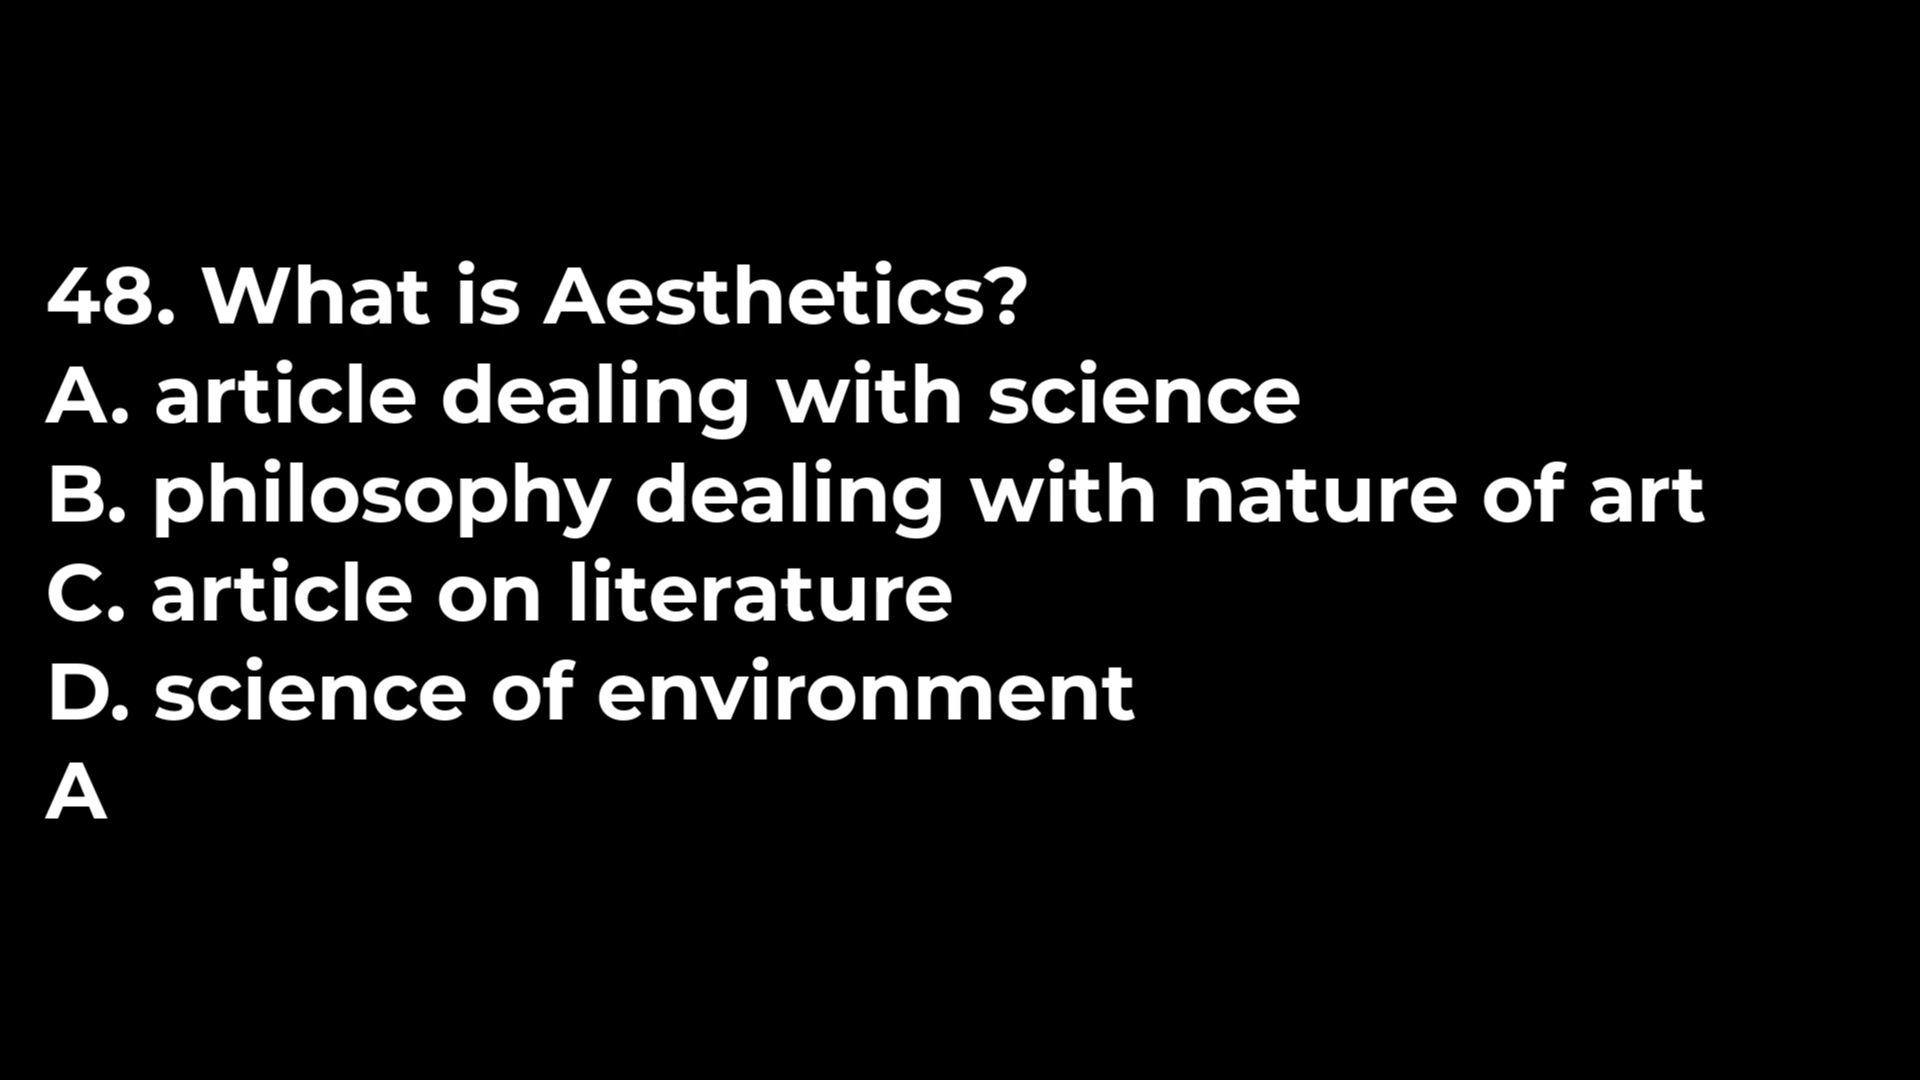 48. What is Aesthetics?
A. article dealing with science
B. philosophy dealing with nature of art
C. article on literature
D. science of environment
A